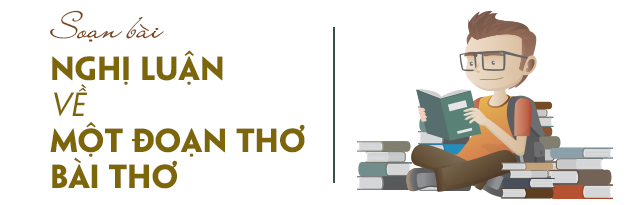 Soạn bài
NGHỊ LUẬN
VỀ
MỘT ĐOẠN THƠ
BÀI THƠ